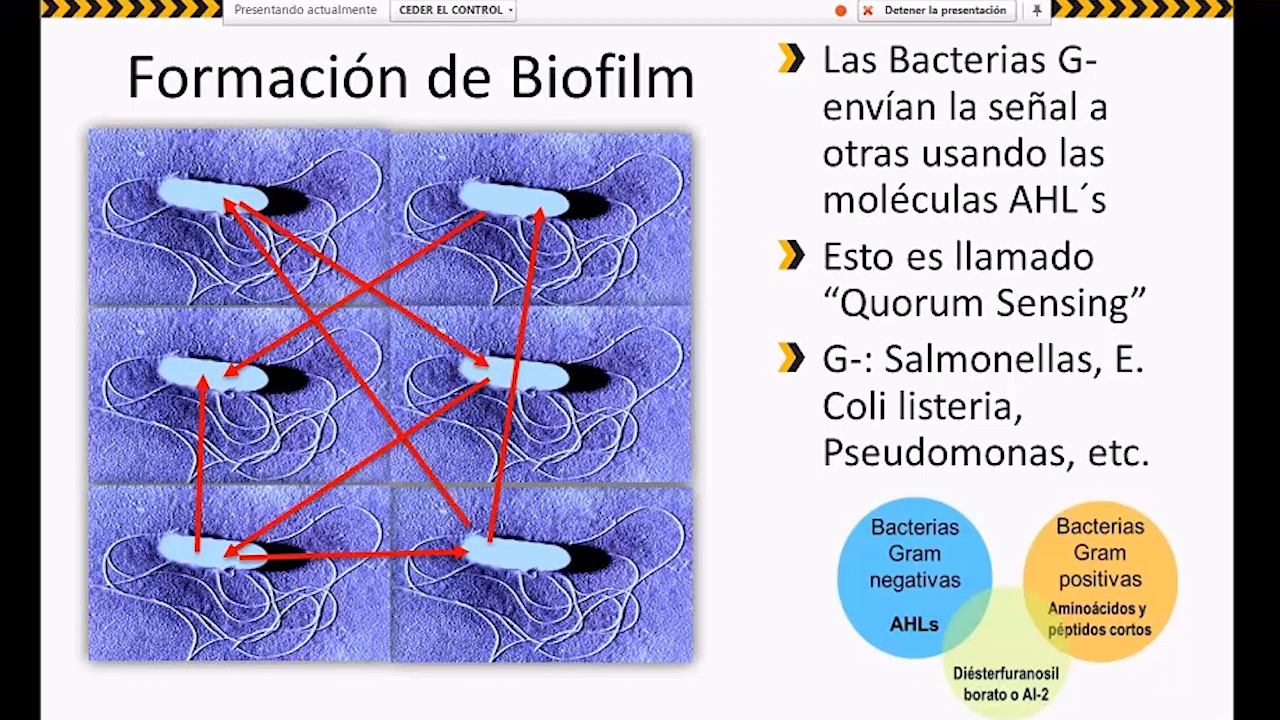 Presentando actualmente
CEDER EL CONTROL
Detener la presentación
Formación de Biofilm
Las Bacterias G-
envían la señal a
otras usando las
moléculas AHL´s
Esto es llamado
“Quorum Sensing”
G-: Salmonellas, E.
Coli listeria,
Pseudomonas, etc.
Bacterias
Gram
negativas
AHLs
Bacterias
Gram
positivas
Aminoácidos y
péptidos cortos
Diésterfuranosil
borato o AI-2